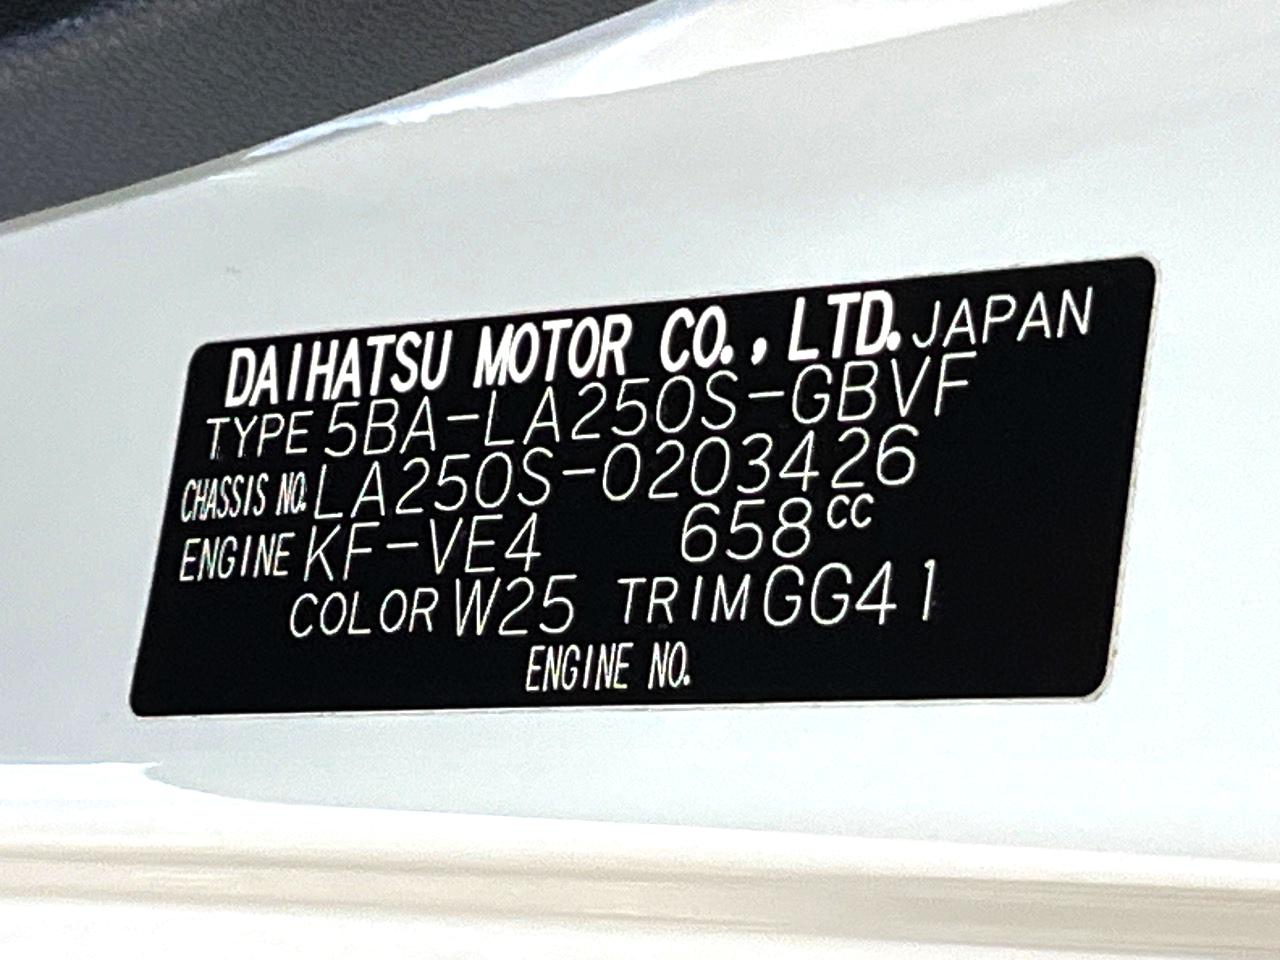 DAIHATSU MOTOR CO., LTD. JAPAN
TYPE 5BA-LA250S-GBVF
CHASSIS NO. LA250S-0203426
ENGINE KF-VE4 658cc
COLOR W25 TRIM GG41
ENGINE NO.